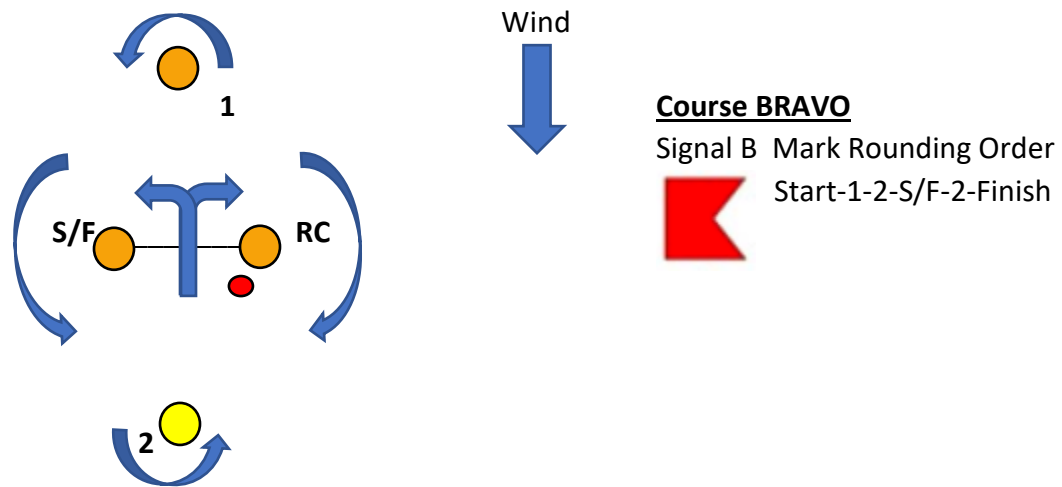 Wind
1
Course BRAVO
Signal B Mark Rounding Order
Start-1-2-S/F-2-Finish
S/F
RC
2